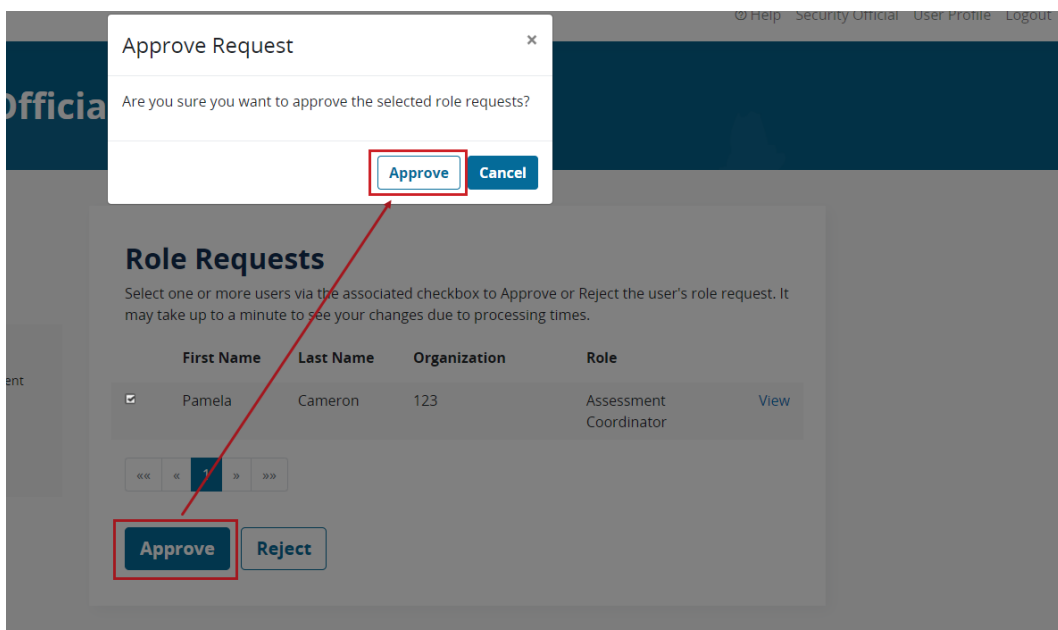 Help Security Official User Profile Logout
Approve Request ×
Officia
Are you sure you want to approve the selected role requests?
Approve Cancel
Role Requests
Select one or more users via the associated checkbox to Approve or Reject the user's role request. It
may take up to a minute to see your changes due to processing times.
First Name Last Name Organization Role
ent
Pamela Cameron 123 Assessment View
Coordinator
«« « 1 » »»
Approve Reject